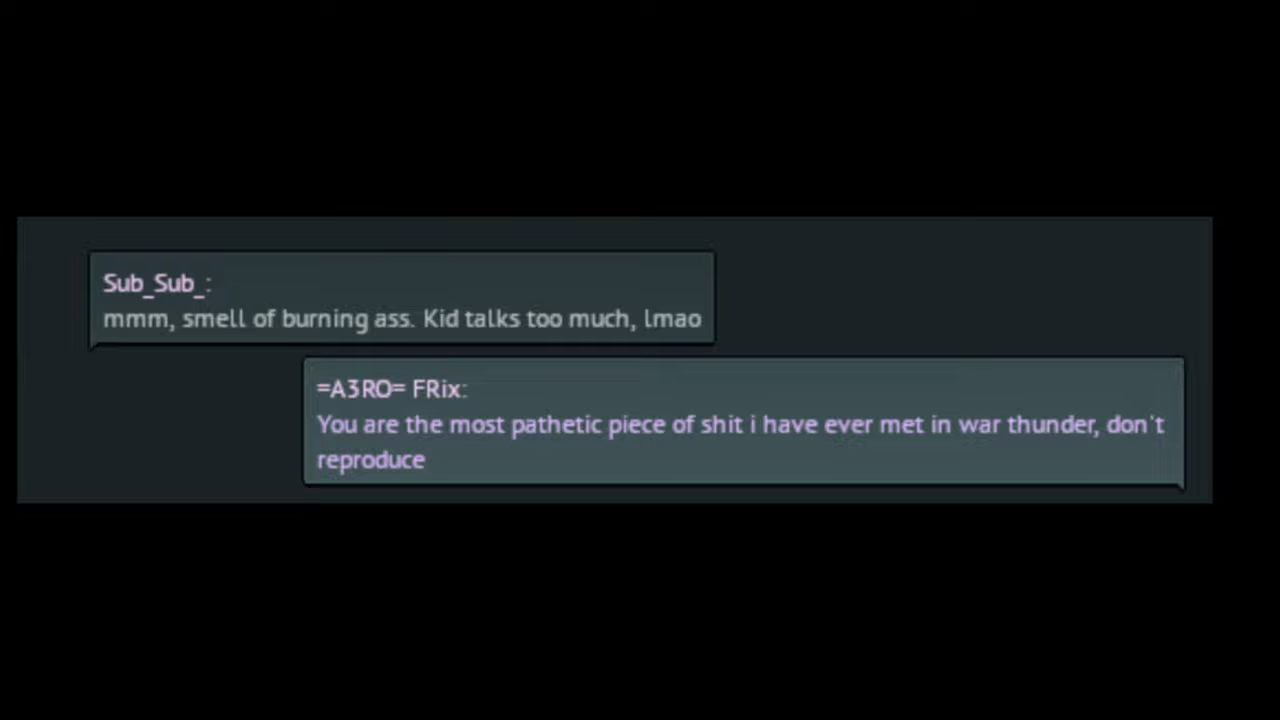 Sub_Sub_:
mmm, smell of burning ass. Kid talks too much, lmao
=A3RO= FRix:
You are the most pathetic piece of shit i have ever met in war thunder, don't
reproduce